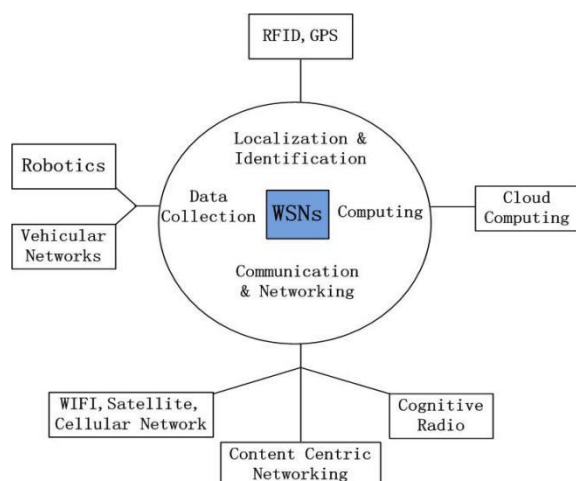 RFID,GPS
Localization &
Identification
Robotics
Data
Collection
WSNs
Computing
Cloud
Computing
Vehicular
Networks
Communication
& Networking
WIFI,Satellite,
Cellular Network
Cognitive
Radio
Content Centric
Networking